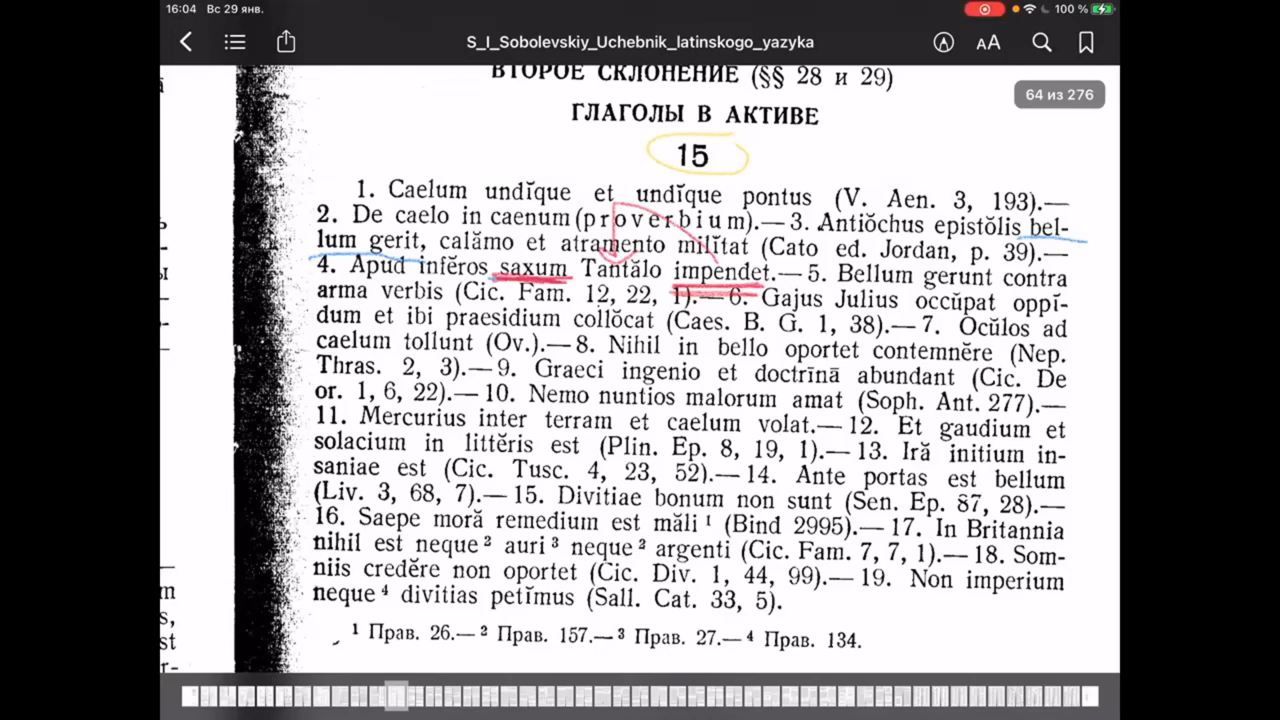 16:04 Вс 29 янв.
100 %
S_I_Sobolevskiy_Uchebnik_latinskogo_yazyka
AA
64 из 276
ВТОРОЕ СКЛОНЕНИЕ (§§ 28 и 29)
ГЛАГОЛЫ В АКТИВЕ
15
1. Caelum undĭque et undĭque pontus (V. Aen. 3, 193).—
2. De caelo in caenum (proverbium).— 3. Antiŏchus epistŏlis bel-
lum gerit, calămo et atramento milĭtat (Cato ed. Jordan, p. 39).—
4. Apud infĕros saxum Tantălo impendet.— 5. Bellum gerunt contra
arma verbis (Cic. Fam. 12, 22, 1).— 6. Gajus Julius occŭpat oppĭ-
dum et ibi praesidium collŏcat (Caes. B. G. 1, 38).— 7. Ocŭlos ad
caelum tollunt (Ov.).— 8. Nihil in bello oportet contemnĕre (Nep.
Thras. 2, 3).— 9. Graeci ingenio et doctrīnā abundant (Cic. De
or. 1, 6, 22).— 10. Nemo nuntios malorum amat (Soph. Ant. 277).—
11. Mercurius inter terram et caelum volat.— 12. Et gaudium et
solacium in littĕris est (Plin. Ep. 8, 19, 1).— 13. Iră initium in-
saniae est (Cic. Tusc. 4, 23, 52).— 14. Ante portas est bellum
(Liv. 3, 68, 7).— 15. Divitiae bonum non sunt (Sen. Ep. 87, 28).—
16. Saepe moră remedium est măli ¹ (Bind 2995).— 17. In Britannia
nihil est neque ² auri ³ neque ² argenti (Cic. Fam. 7, 7, 1).— 18. Som-
niis credĕre non oportet (Cic. Div. 1, 44, 99).— 19. Non imperium
neque ⁴ divitias petĭmus (Sall. Cat. 33, 5).
¹ Прав. 26.— ² Прав. 157.— ³ Прав. 27.— ⁴ Прав. 134.